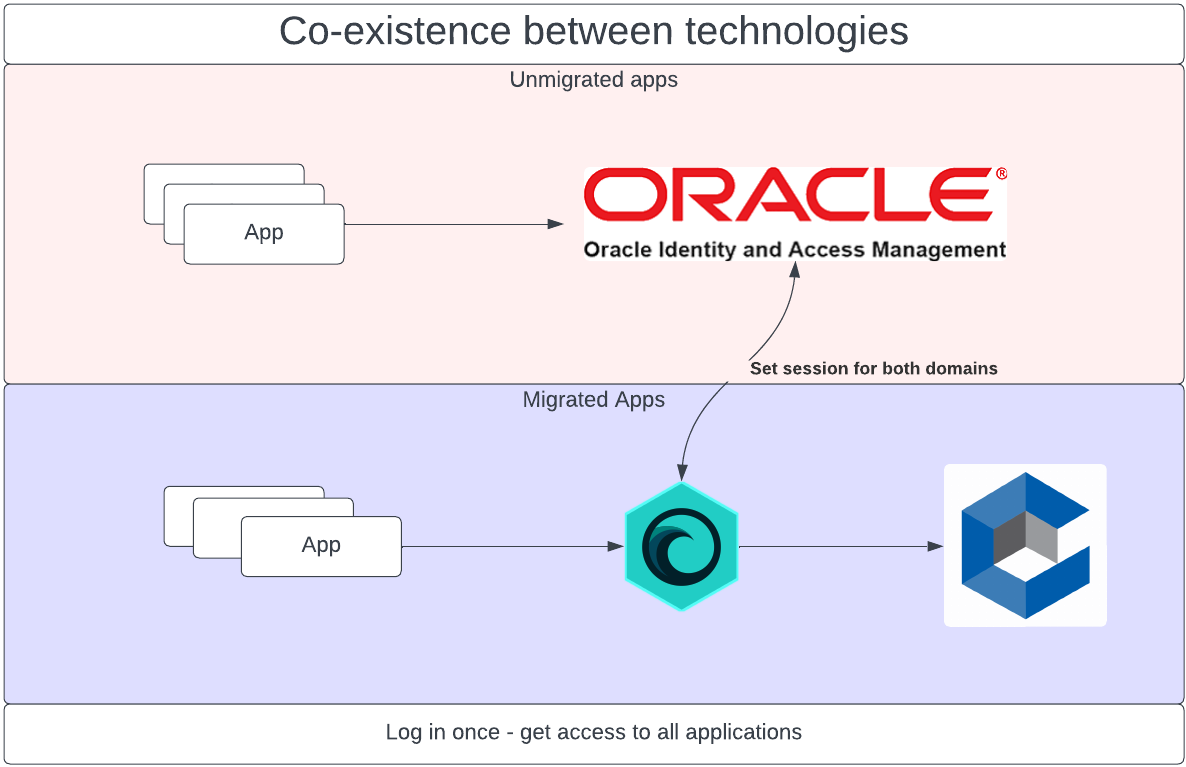 Co-existence between technologies
Unmigrated apps
App
ORACLE®
Oracle Identity and Access Management
Set session for both domains
Migrated Apps
App
Log in once - get access to all applications